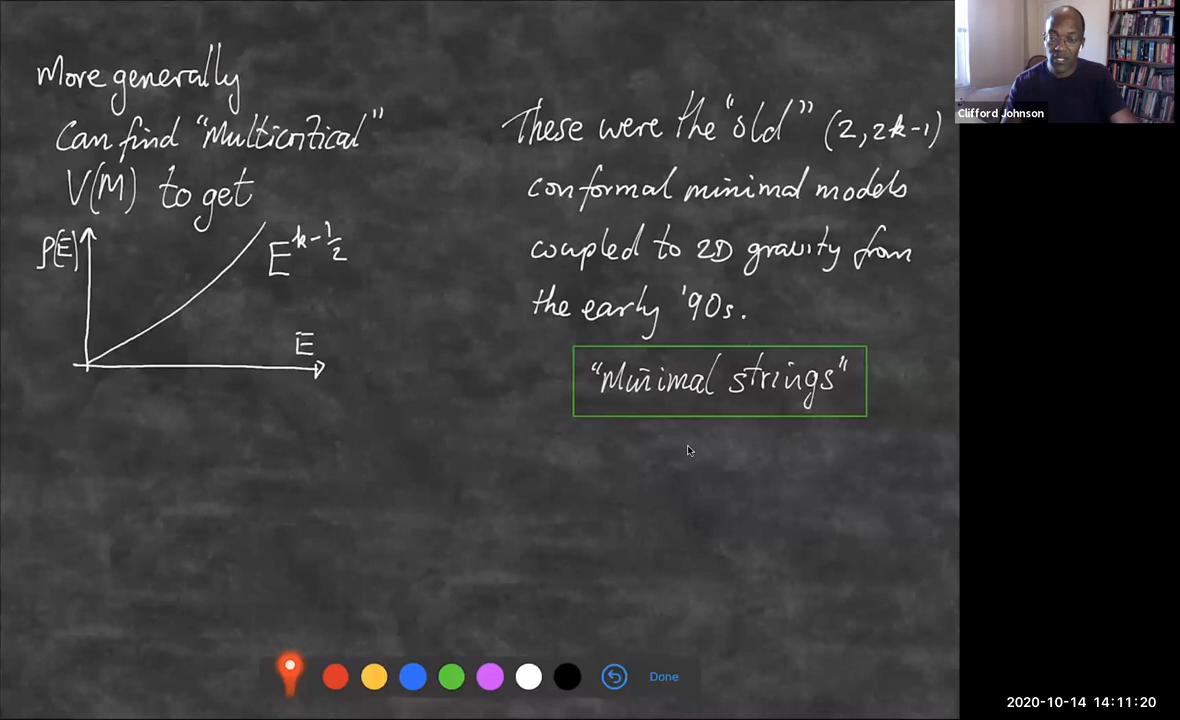 More generally
Can find "Multicritical"
V(M) to get
ρ(E)
E^{k-1/2}
E
These were the "old" (2,2k-1)
conformal minimal models
coupled to 2D gravity from
the early '90s.
"Minimal strings"
Clifford Johnson
Done
2020-10-14 14:11:20